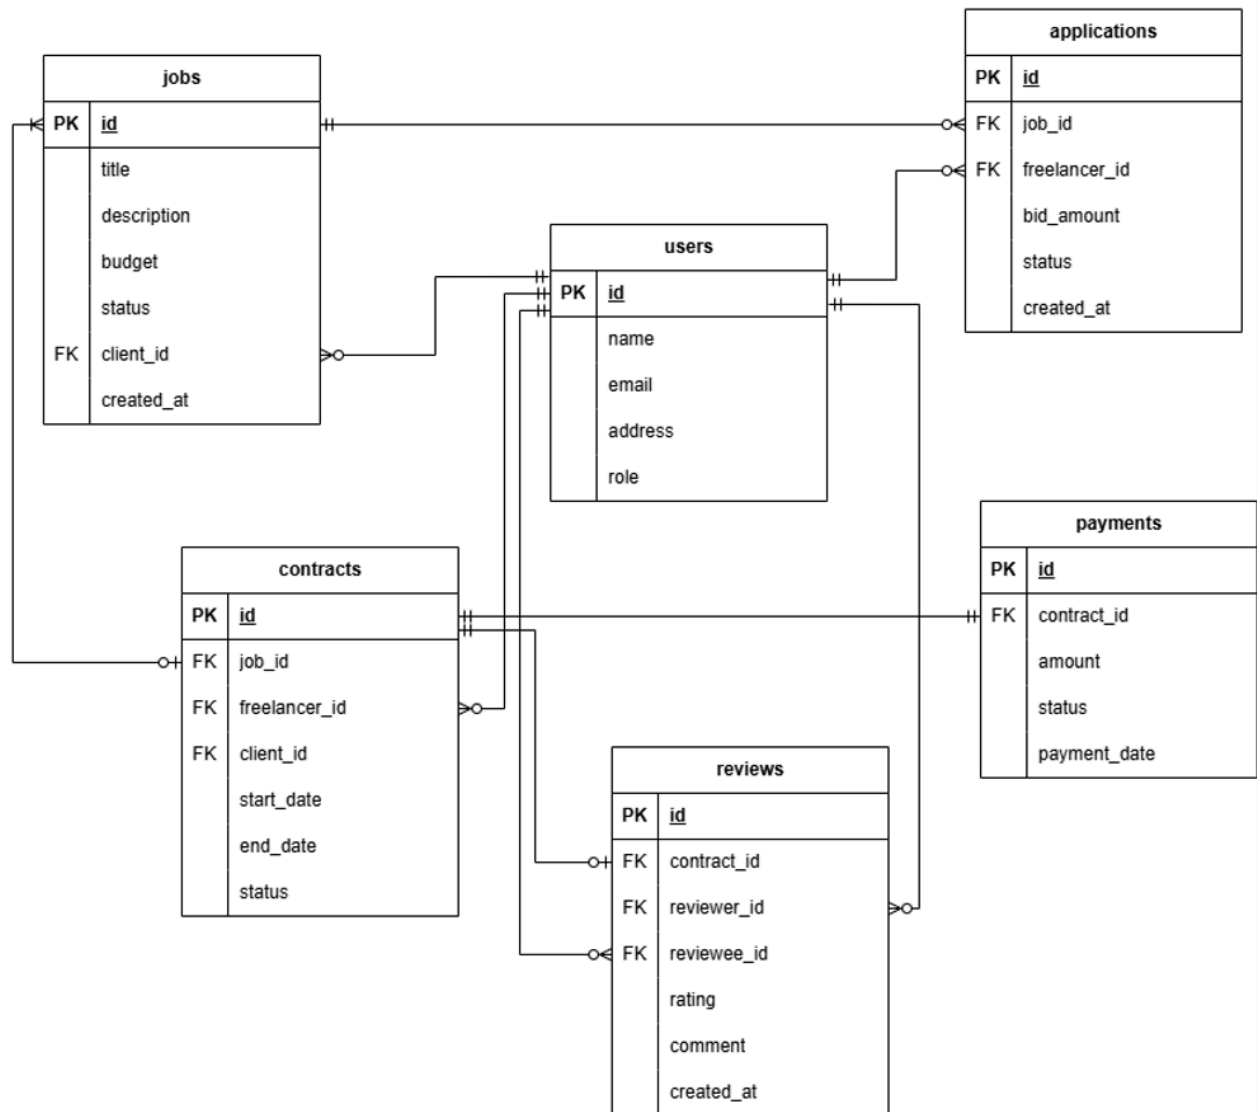 jobs
PK id
title
description
budget
status
FK client_id
created_at
applications
PK id
FK job_id
FK freelancer_id
bid_amount
status
created_at
users
PK id
name
email
address
role
contracts
PK id
FK job_id
FK freelancer_id
FK client_id
start_date
end_date
status
payments
PK id
FK contract_id
amount
status
payment_date
reviews
PK id
FK contract_id
FK reviewer_id
FK reviewee_id
rating
comment
created_at